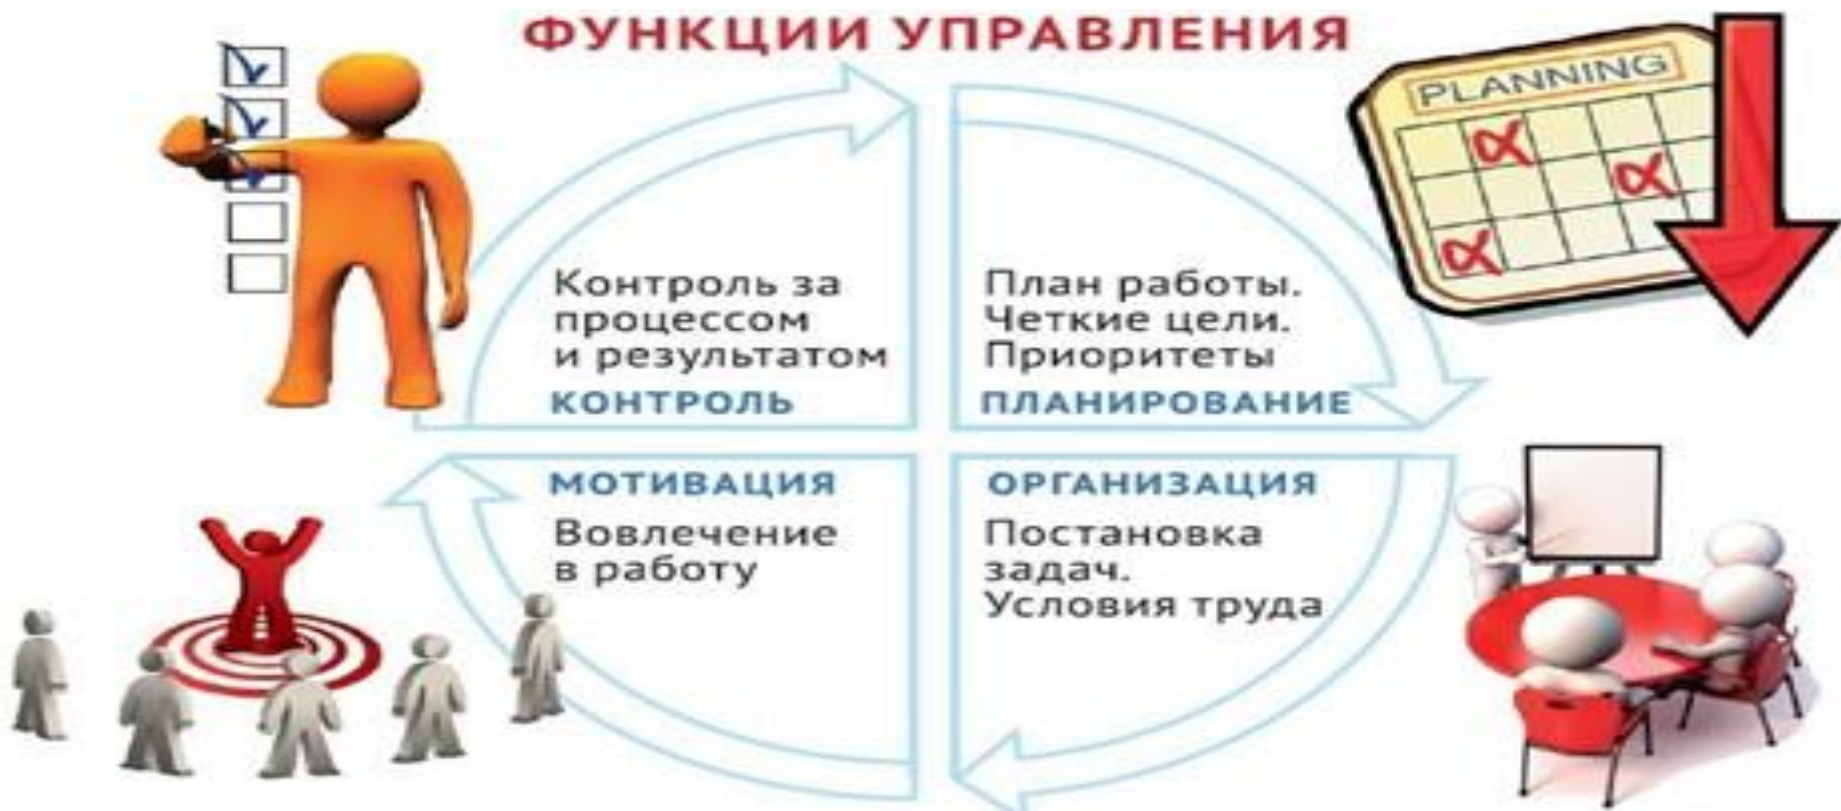 ФУНКЦИИ УПРАВЛЕНИЯ
PLANNING
Контроль за
процессом
и результатом
КОНТРОЛЬ
План работы.
Четкие цели.
Приоритеты
ПЛАНИРОВАНИЕ
МОТИВАЦИЯ
Вовлечение
в работу
ОРГАНИЗАЦИЯ
Постановка
задач.
Условия труда